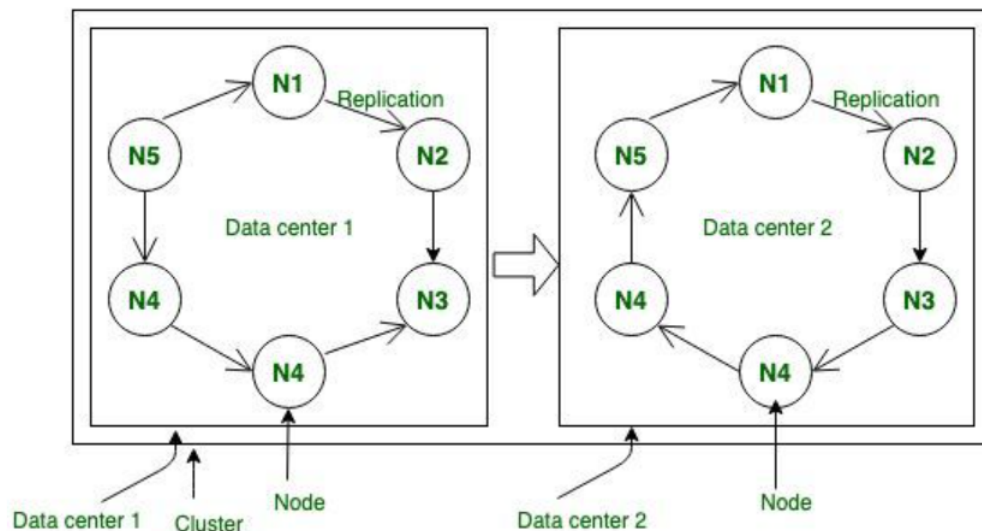 N1
Replication
N5
N2
Data center 1
N4
N3
N4
N1
Replication
N5
N2
Data center 2
N4
N3
N4
Data center 1
Cluster
Node
Data center 2
Node